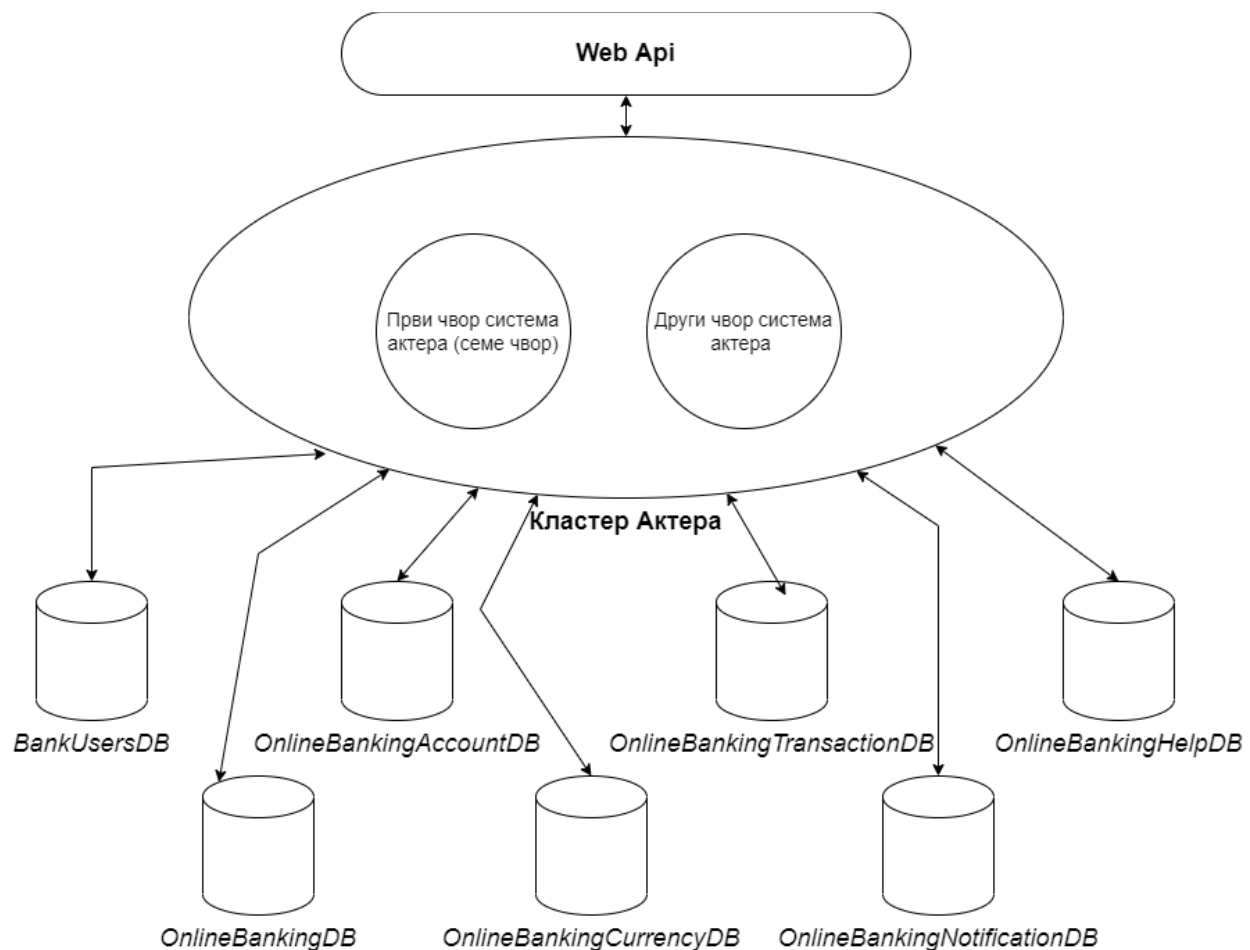 Web Api
Први чвор система
актера (семе чвор)
Други чвор система
актера
Кластер Актера
BankUsersDB
OnlineBankingAccountDB
OnlineBankingTransactionDB
OnlineBankingHelpDB
OnlineBankingDB
OnlineBankingCurrencyDB
OnlineBankingNotificationDB